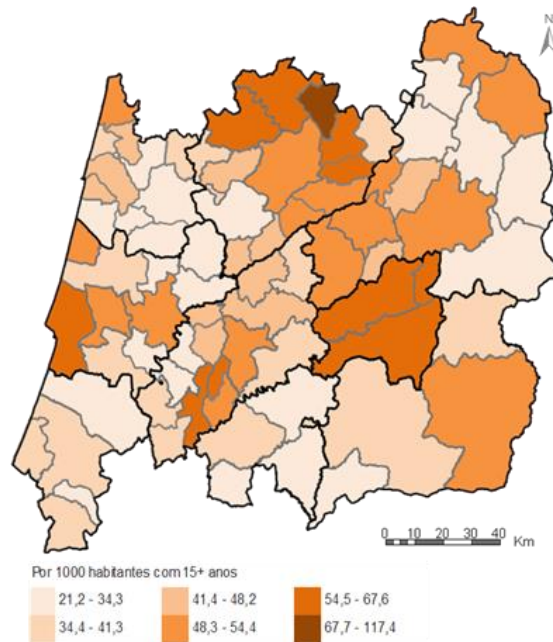 N
0 10 20 30 40
Km
Por 1000 habitantes com 15+ anos
21,2 - 34,3 41,4 - 48,2 54,5 - 67,6
34,4 - 41,3 48,3 - 54,4 67,7 - 117,4